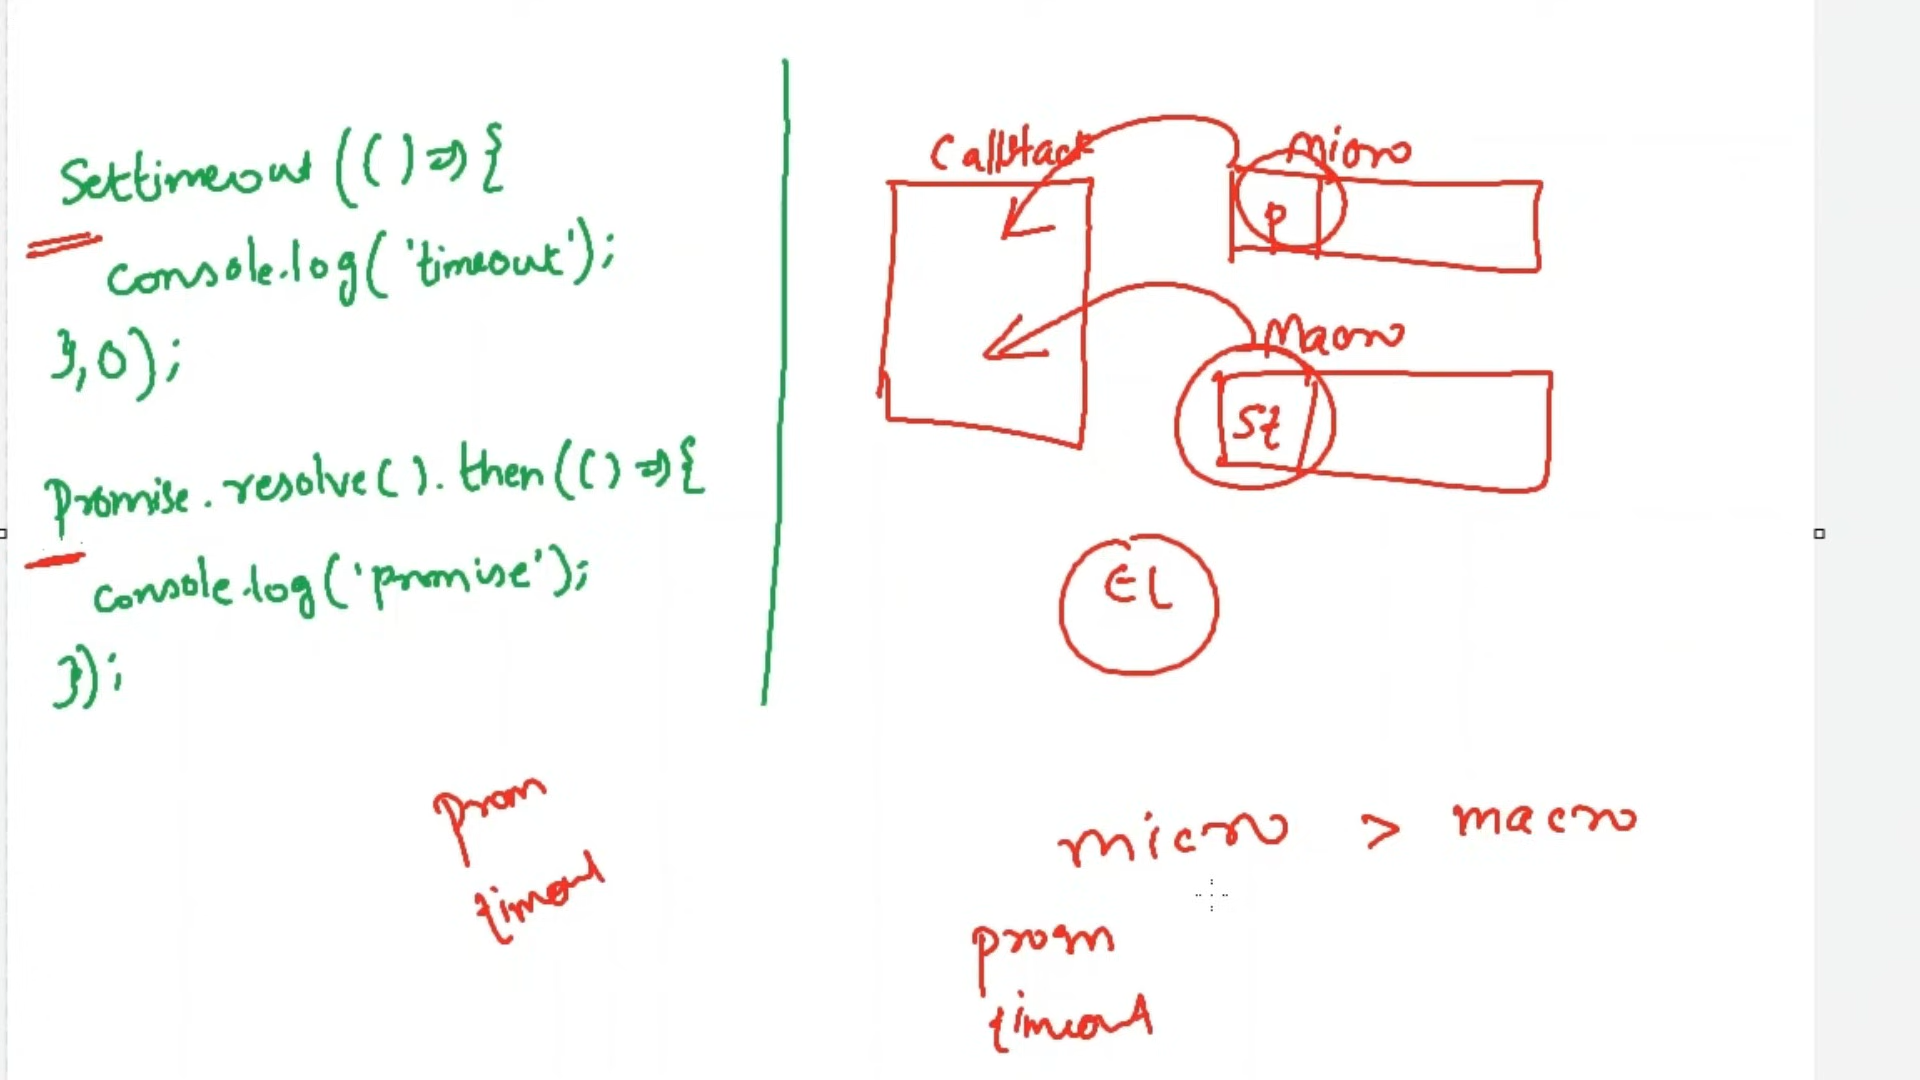 Settimeout (() => {
console.log( 'timeout');
}, 0);
Promise.resolve().then(() => {
console.log('promise');
});
prom
timeout
Callstack
Micro
P
Macro
St
EL
micro > macro
prom
timeout